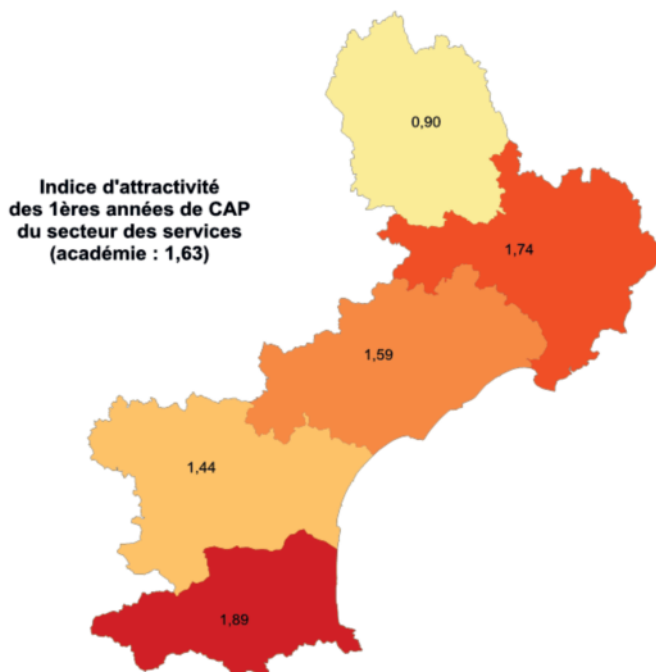 0,90
Indice d'attractivité
des 1ères années de CAP
du secteur des services
(académie : 1,63)
1,74
1,59
1,44
1,89